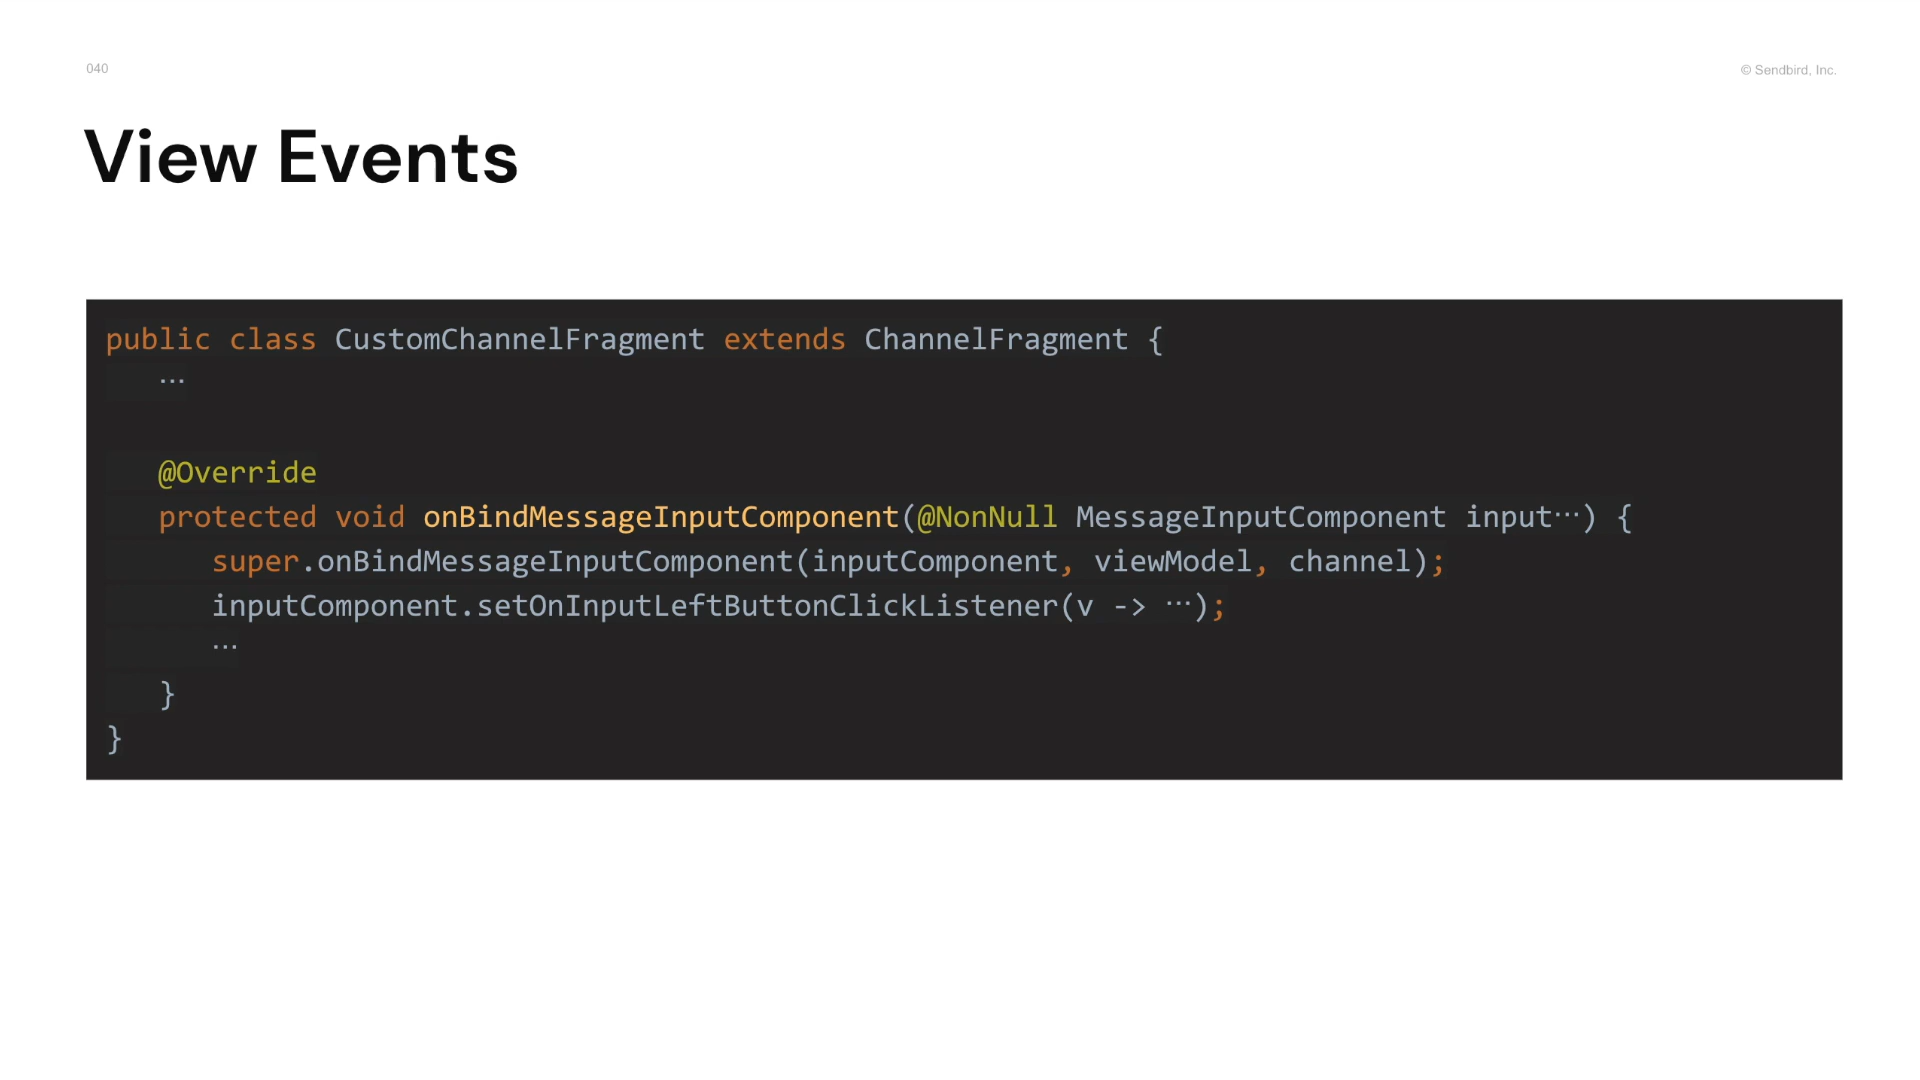 040
© Sendbird, Inc.
View Events
public class CustomChannelFragment extends ChannelFragment {
   ⋯
   @Override
   protected void onBindMessageInputComponent(@NonNull MessageInputComponent input⋯) {
      super.onBindMessageInputComponent(inputComponent, viewModel, channel);
      inputComponent.setOnInputLeftButtonClickListener(v -> ⋯);
      ⋯
   }
}